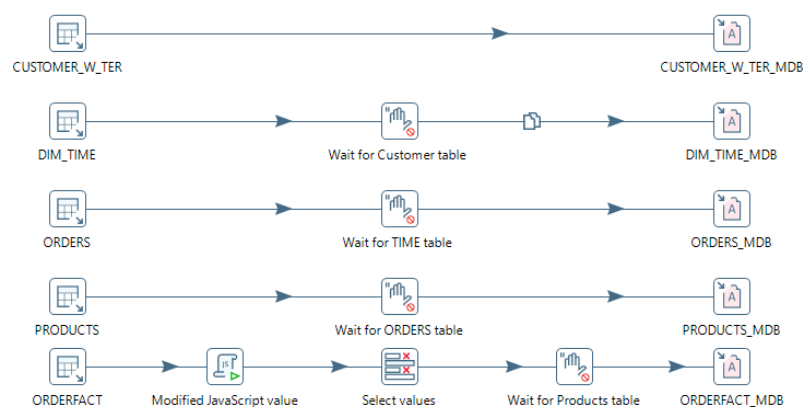 CUSTOMER_W_TER
CUSTOMER_W_TER_MDB
DIM_TIME
Wait for Customer table
DIM_TIME_MDB
ORDERS
Wait for TIME table
ORDERS_MDB
PRODUCTS
Wait for ORDERS table
PRODUCTS_MDB
ORDERFACT
Modified JavaScript value
Select values
Wait for Products table
ORDERFACT_MDB